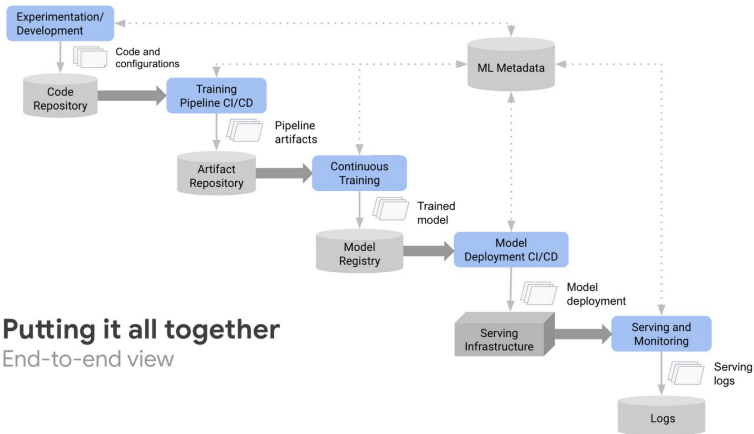 Experimentation/
Development
Code and
configurations
ML Metadata
Code
Repository
Training
Pipeline CI/CD
Pipeline
artifacts
Artifact
Repository
Continuous
Training
Trained
model
Model
Registry
Model
Deployment CI/CD
Model
deployment
Putting it all together
End-to-end view
Serving
Infrastructure
Serving and
Monitoring
Serving
logs
Logs